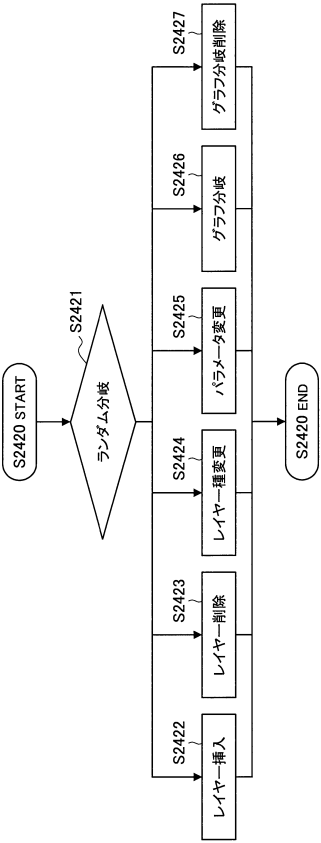 S2420 START
S2421
ランダム分岐
S2422
レイヤー挿入
S2423
レイヤー削除
S2424
レイヤー種変更
S2425
パラメータ変更
S2426
グラフ分岐
S2427
グラフ分岐削除
S2420 END